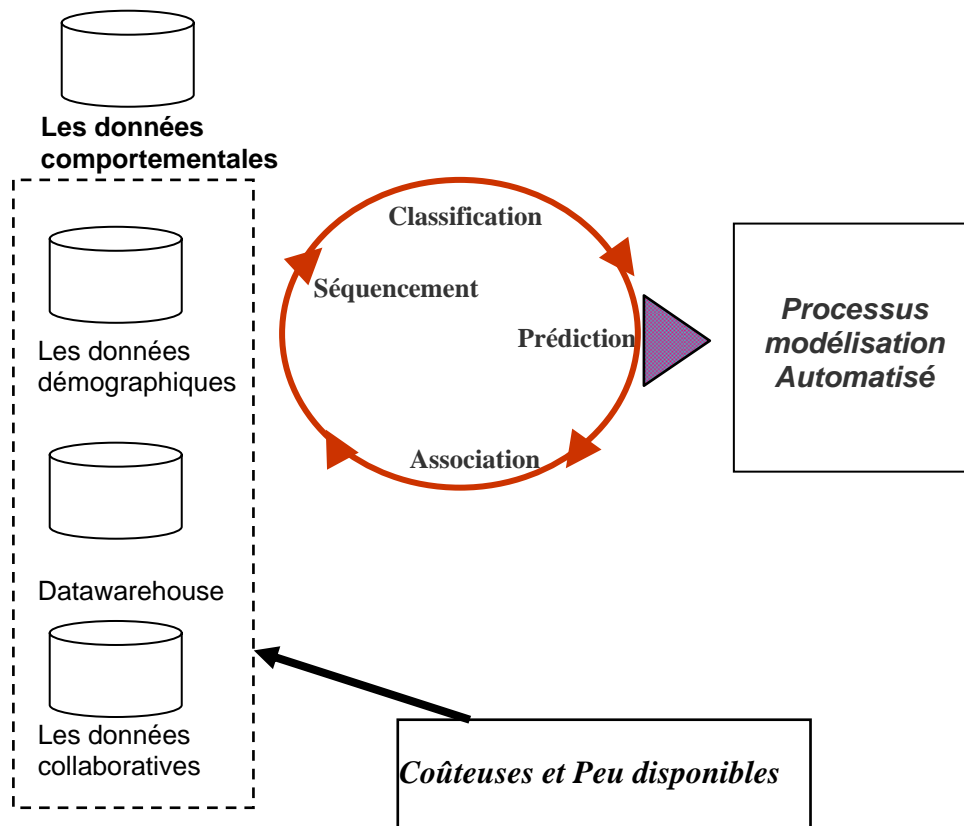 Les données
comportementales
Les données
démographiques
Datawarehouse
Les données
collaboratives
Classification
Séquencement
Prédiction
Association
Processus
modélisation
Automatisé
Coûteuses et Peu disponibles